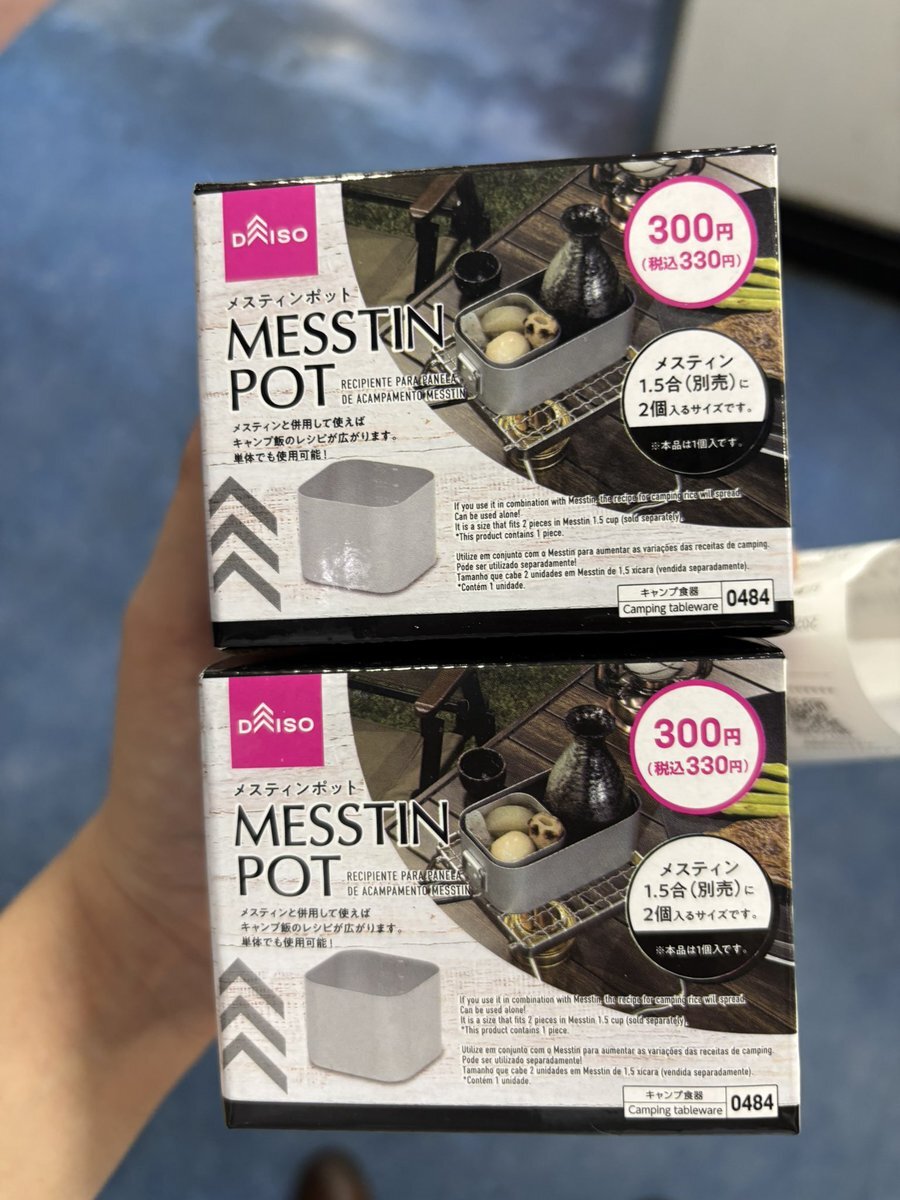 DAISO
300円
(税込330円)
メスティンポット
MESSTIN
POT
RECIPIENTE PARA PANELA
DE ACAMPAMENTO MESSTIN
メスティン
1.5合(別売)に
2個入るサイズです。
※本品は1個入です。
メスティンと併用して使えば
キャンプ飯のレシピが広がります。
単体でも使用可能!
If you use it in combination with Messtin, the recipe for camping rice will spread.
Can be used alone!
It is a size that fits 2 pieces in Messtin 1.5 cup (sold separately).
*This product contains 1 piece.
Utilize em conjunto com o Messtin para aumentar as variações das receitas de camping.
Pode ser utilizado separadamente!
Tamanho que cabe 2 unidades em Messtin de 1,5 xícara (vendida separadamente).
*Contém 1 unidade.
キャンプ食器
Camping tableware
0484
DAISO
300円
(税込330円)
メスティンポット
MESSTIN
POT
RECIPIENTE PARA PANELA
DE ACAMPAMENTO MESSTIN
メスティン
1.5合(別売)に
2個入るサイズです。
※本品は1個入です。
メスティンと併用して使えば
キャンプ飯のレシピが広がります。
単体でも使用可能!
If you use it in combination with Messtin, the recipe for camping rice will spread.
Can be used alone!
It is a size that fits 2 pieces in Messtin 1.5 cup (sold separately).
*This product contains 1 piece.
Utilize em conjunto com o Messtin para aumentar as variações das receitas de camping.
Pode ser utilizado separadamente!
Tamanho que cabe 2 unidades em Messtin de 1,5 xícara (vendida separadamente).
*Contém 1 unidade.
キャンプ食器
Camping tableware
0484